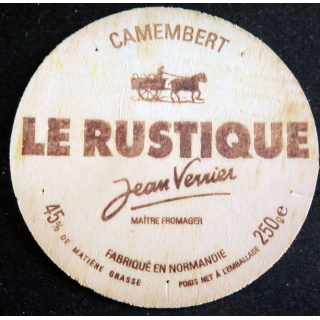 CAMEMBERT
LE RUSTIQUE
Jean Verrier
MAÎTRE FROMAGER
45% DE MATIÈRE GRASSE
FABRIQUÉ EN NORMANDIE
POIDS NET À L'EMBALLAGE 250g℮